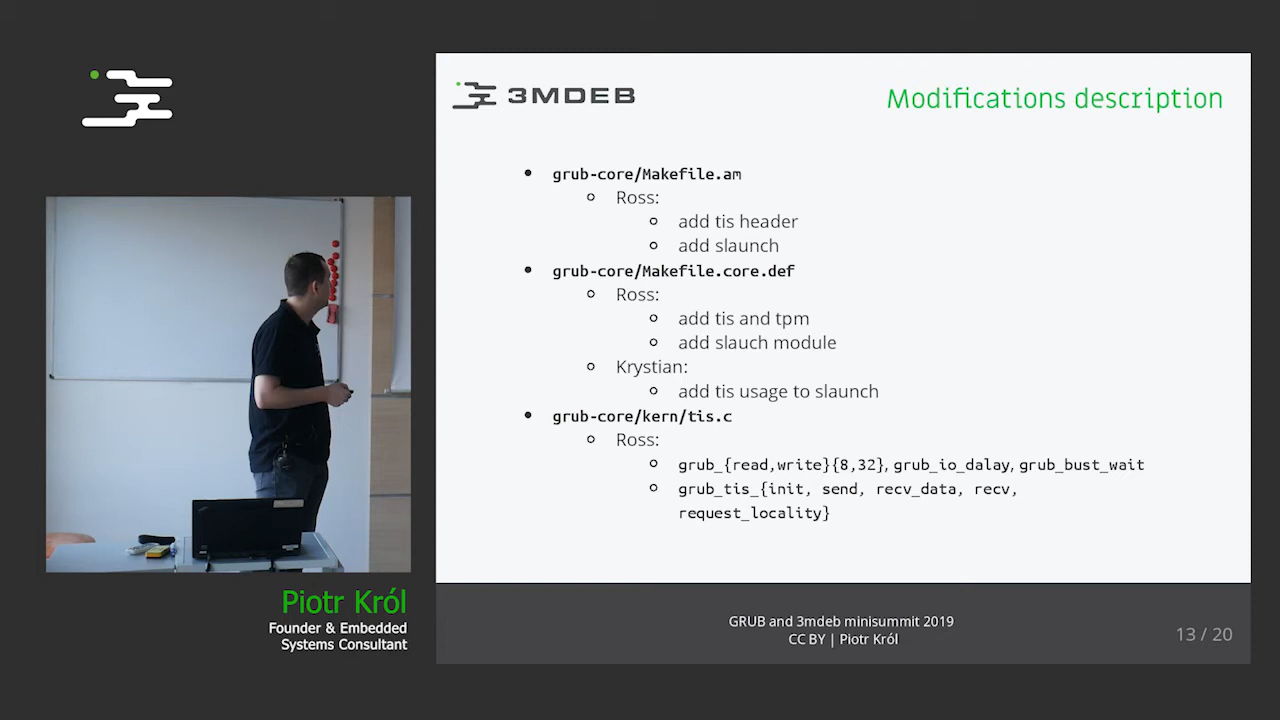 3MDEB
Modifications description
grub-core/Makefile.am
Ross:
add tis header
add slaunch
grub-core/Makefile.core.def
Ross:
add tis and tpm
add slauch module
Krystian:
add tis usage to slaunch
grub-core/kern/tis.c
Ross:
grub_{read,write}{8,32}, grub_io_dalay, grub_bust_wait
grub_tis_{init, send, recv_data, recv,
request_locality}
Piotr Król
Founder & Embedded
Systems Consultant
GRUB and 3mdeb minisummit 2019
CC BY | Piotr Król
13 / 20